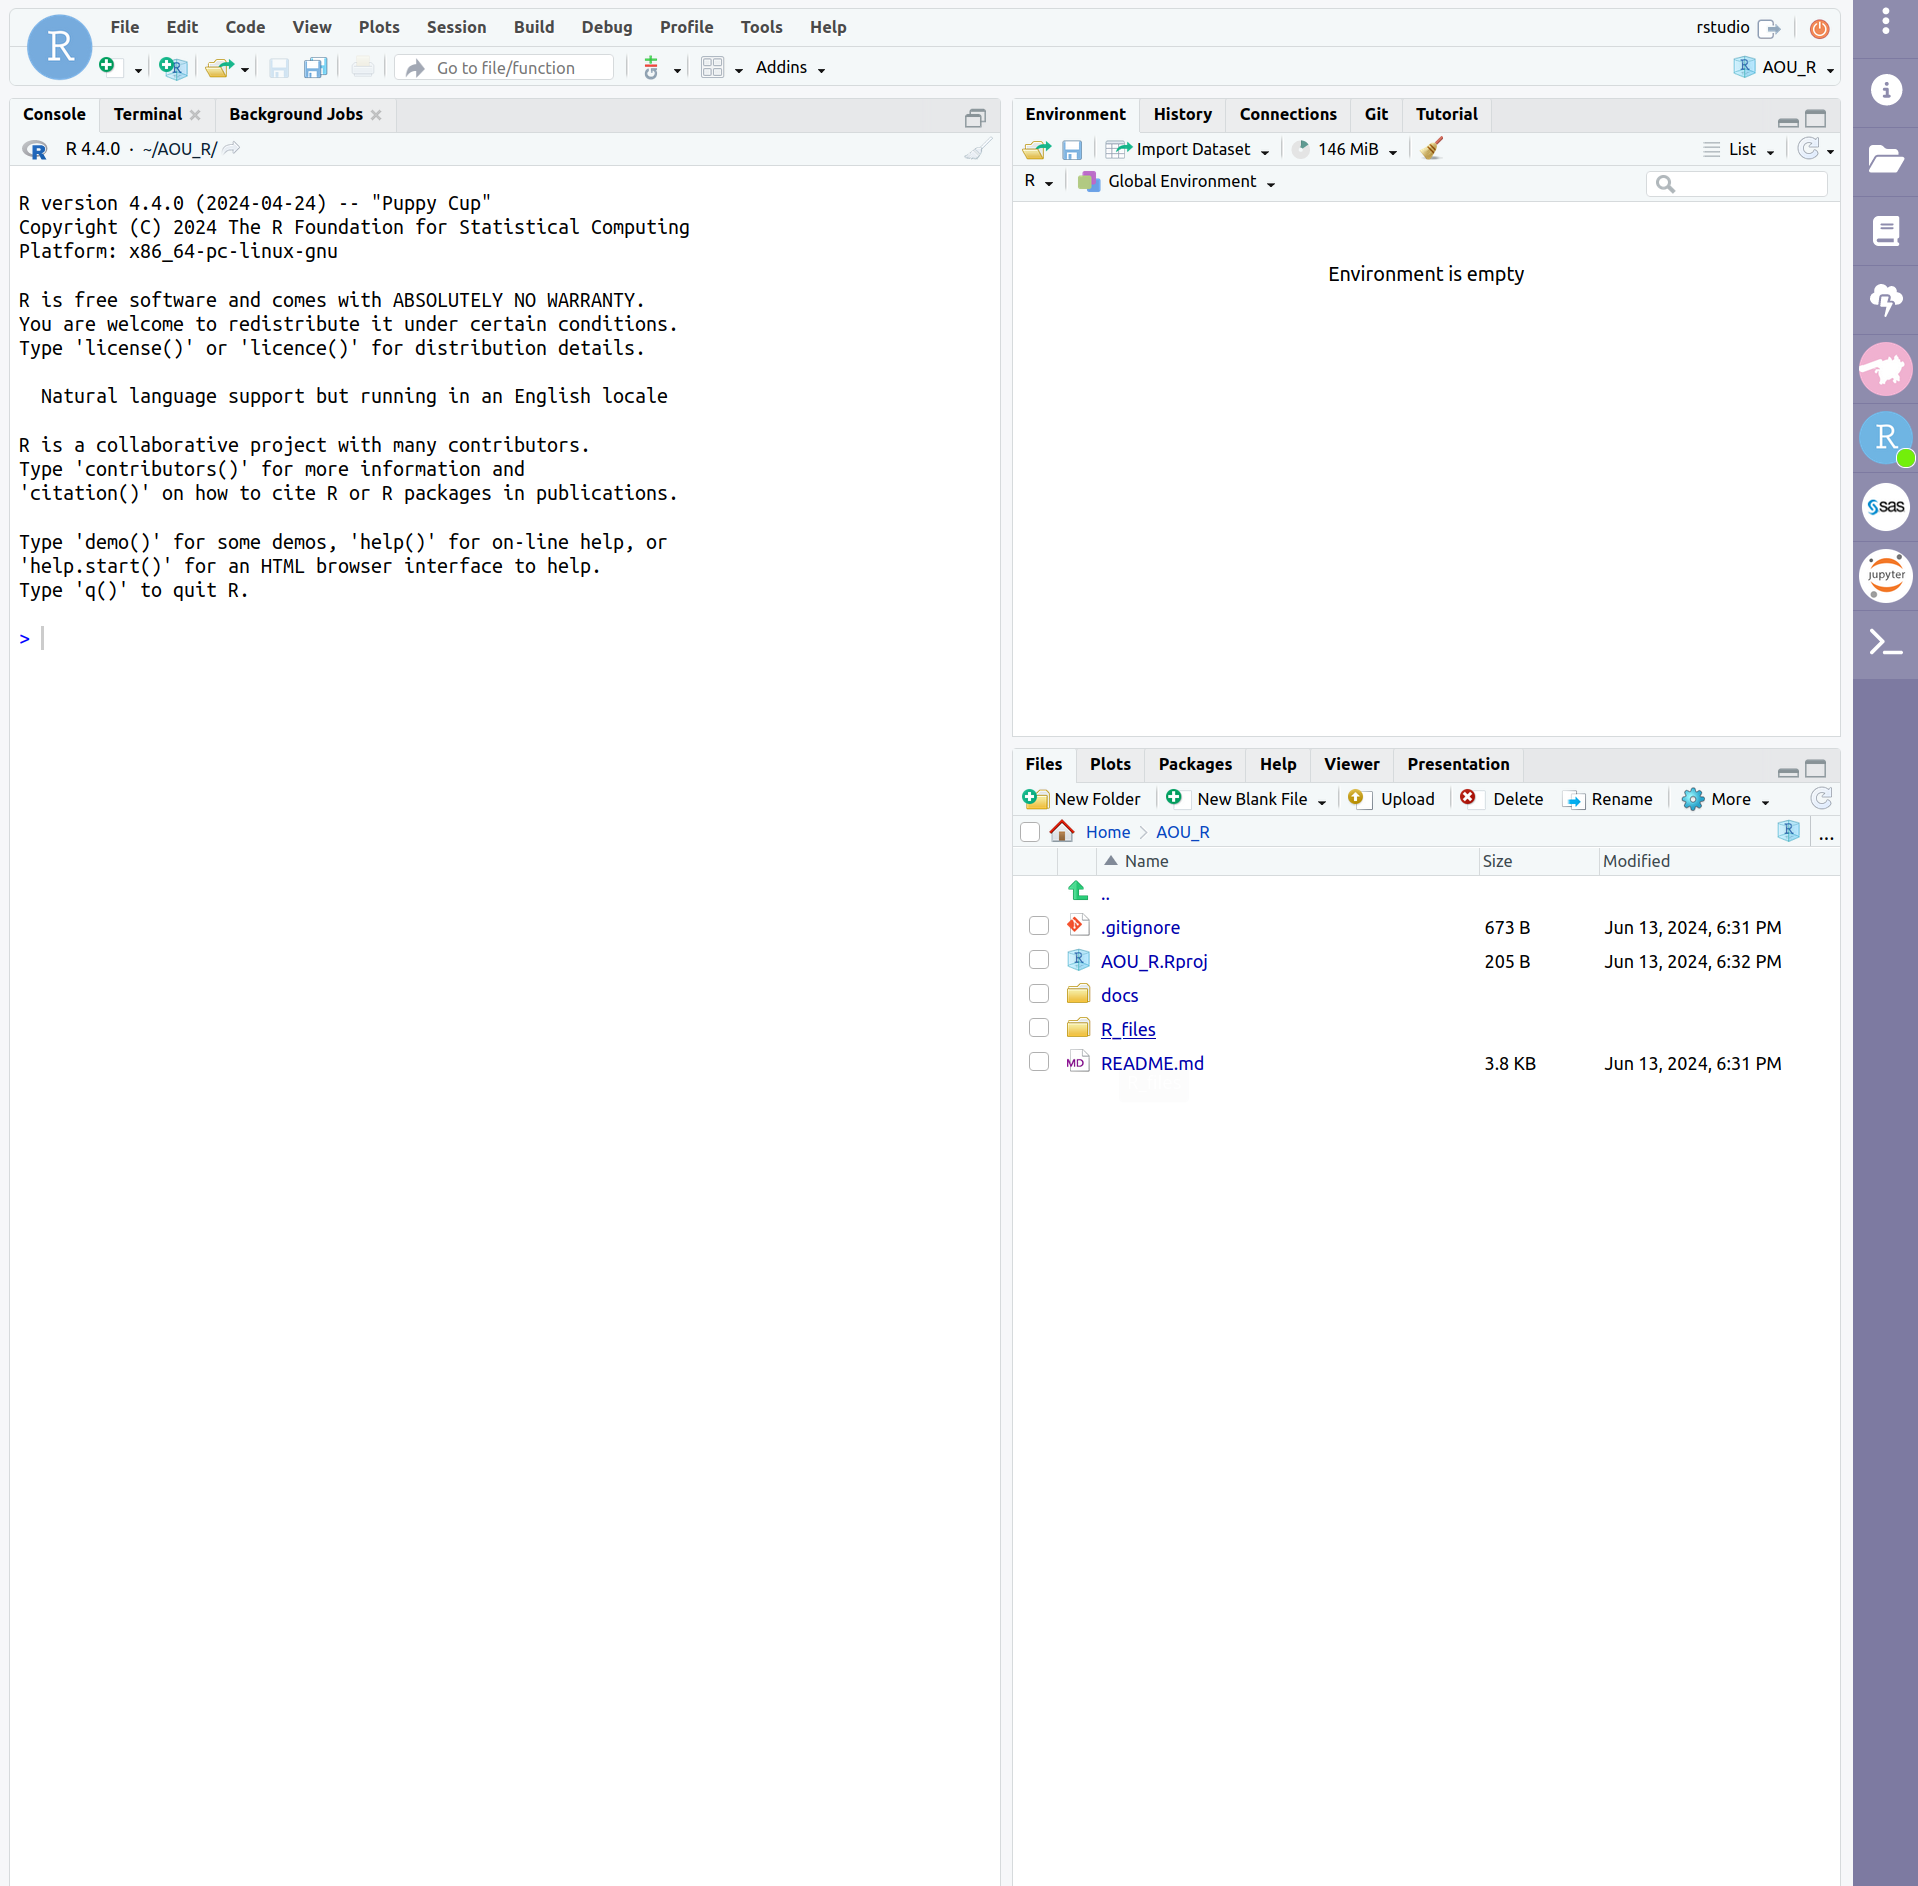 R
File Edit Code View Plots Session Build Debug Profile Tools Help
rstudio
Go to file/function
Addins
AOU_R
Console Terminal Background Jobs
R 4.4.0 · ~/AOU_R/
R version 4.4.0 (2024-04-24) -- "Puppy Cup"
Copyright (C) 2024 The R Foundation for Statistical Computing
Platform: x86_64-pc-linux-gnu
R is free software and comes with ABSOLUTELY NO WARRANTY.
You are welcome to redistribute it under certain conditions.
Type 'license()' or 'licence()' for distribution details.
Natural language support but running in an English locale
R is a collaborative project with many contributors.
Type 'contributors()' for more information and
'citation()' on how to cite R or R packages in publications.
Type 'demo()' for some demos, 'help()' for on-line help, or
'help.start()' for an HTML browser interface to help.
Type 'q()' to quit R.
>
Environment History Connections Git Tutorial
Import Dataset 146 MiB List
R Global Environment
Environment is empty
Files Plots Packages Help Viewer Presentation
New Folder New Blank File Upload Delete Rename More
Home AOU_R ...
Name Size Modified
..
.gitignore 673 B Jun 13, 2024, 6:31 PM
AOU_R.Rproj 205 B Jun 13, 2024, 6:32 PM
docs
R_files
README.md 3.8 KB Jun 13, 2024, 6:31 PM
R
sas
jupyter